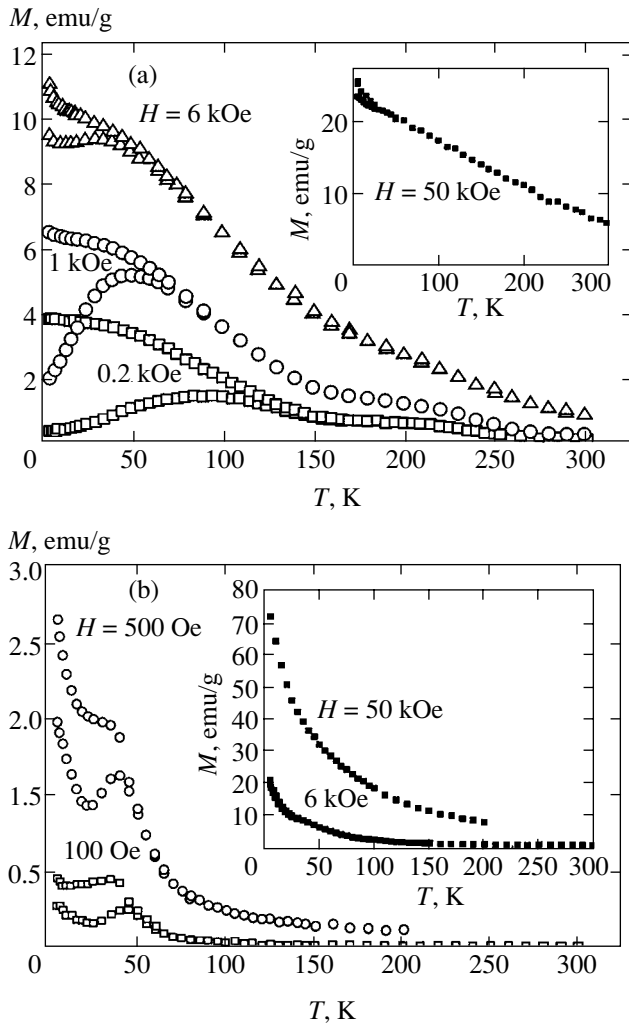 M, emu/g
12
(a)
H = 6 kOe
10
8
6
1 kOe
4
0.2 kOe
2
0 50 100 150 200 250 300
T, K
M, emu/g
20
10
H = 50 kOe
0 100 200 300
T, K
M, emu/g
3.0
(b)
H = 500 Oe
2.5
2.0
1.5
100 Oe
0.5
0 50 100 150 200 250 300
T, K
M, emu/g
80
70
60
50
40
30
20
10
H = 50 kOe
6 kOe
0 50 100 150 200 250 300
T, K